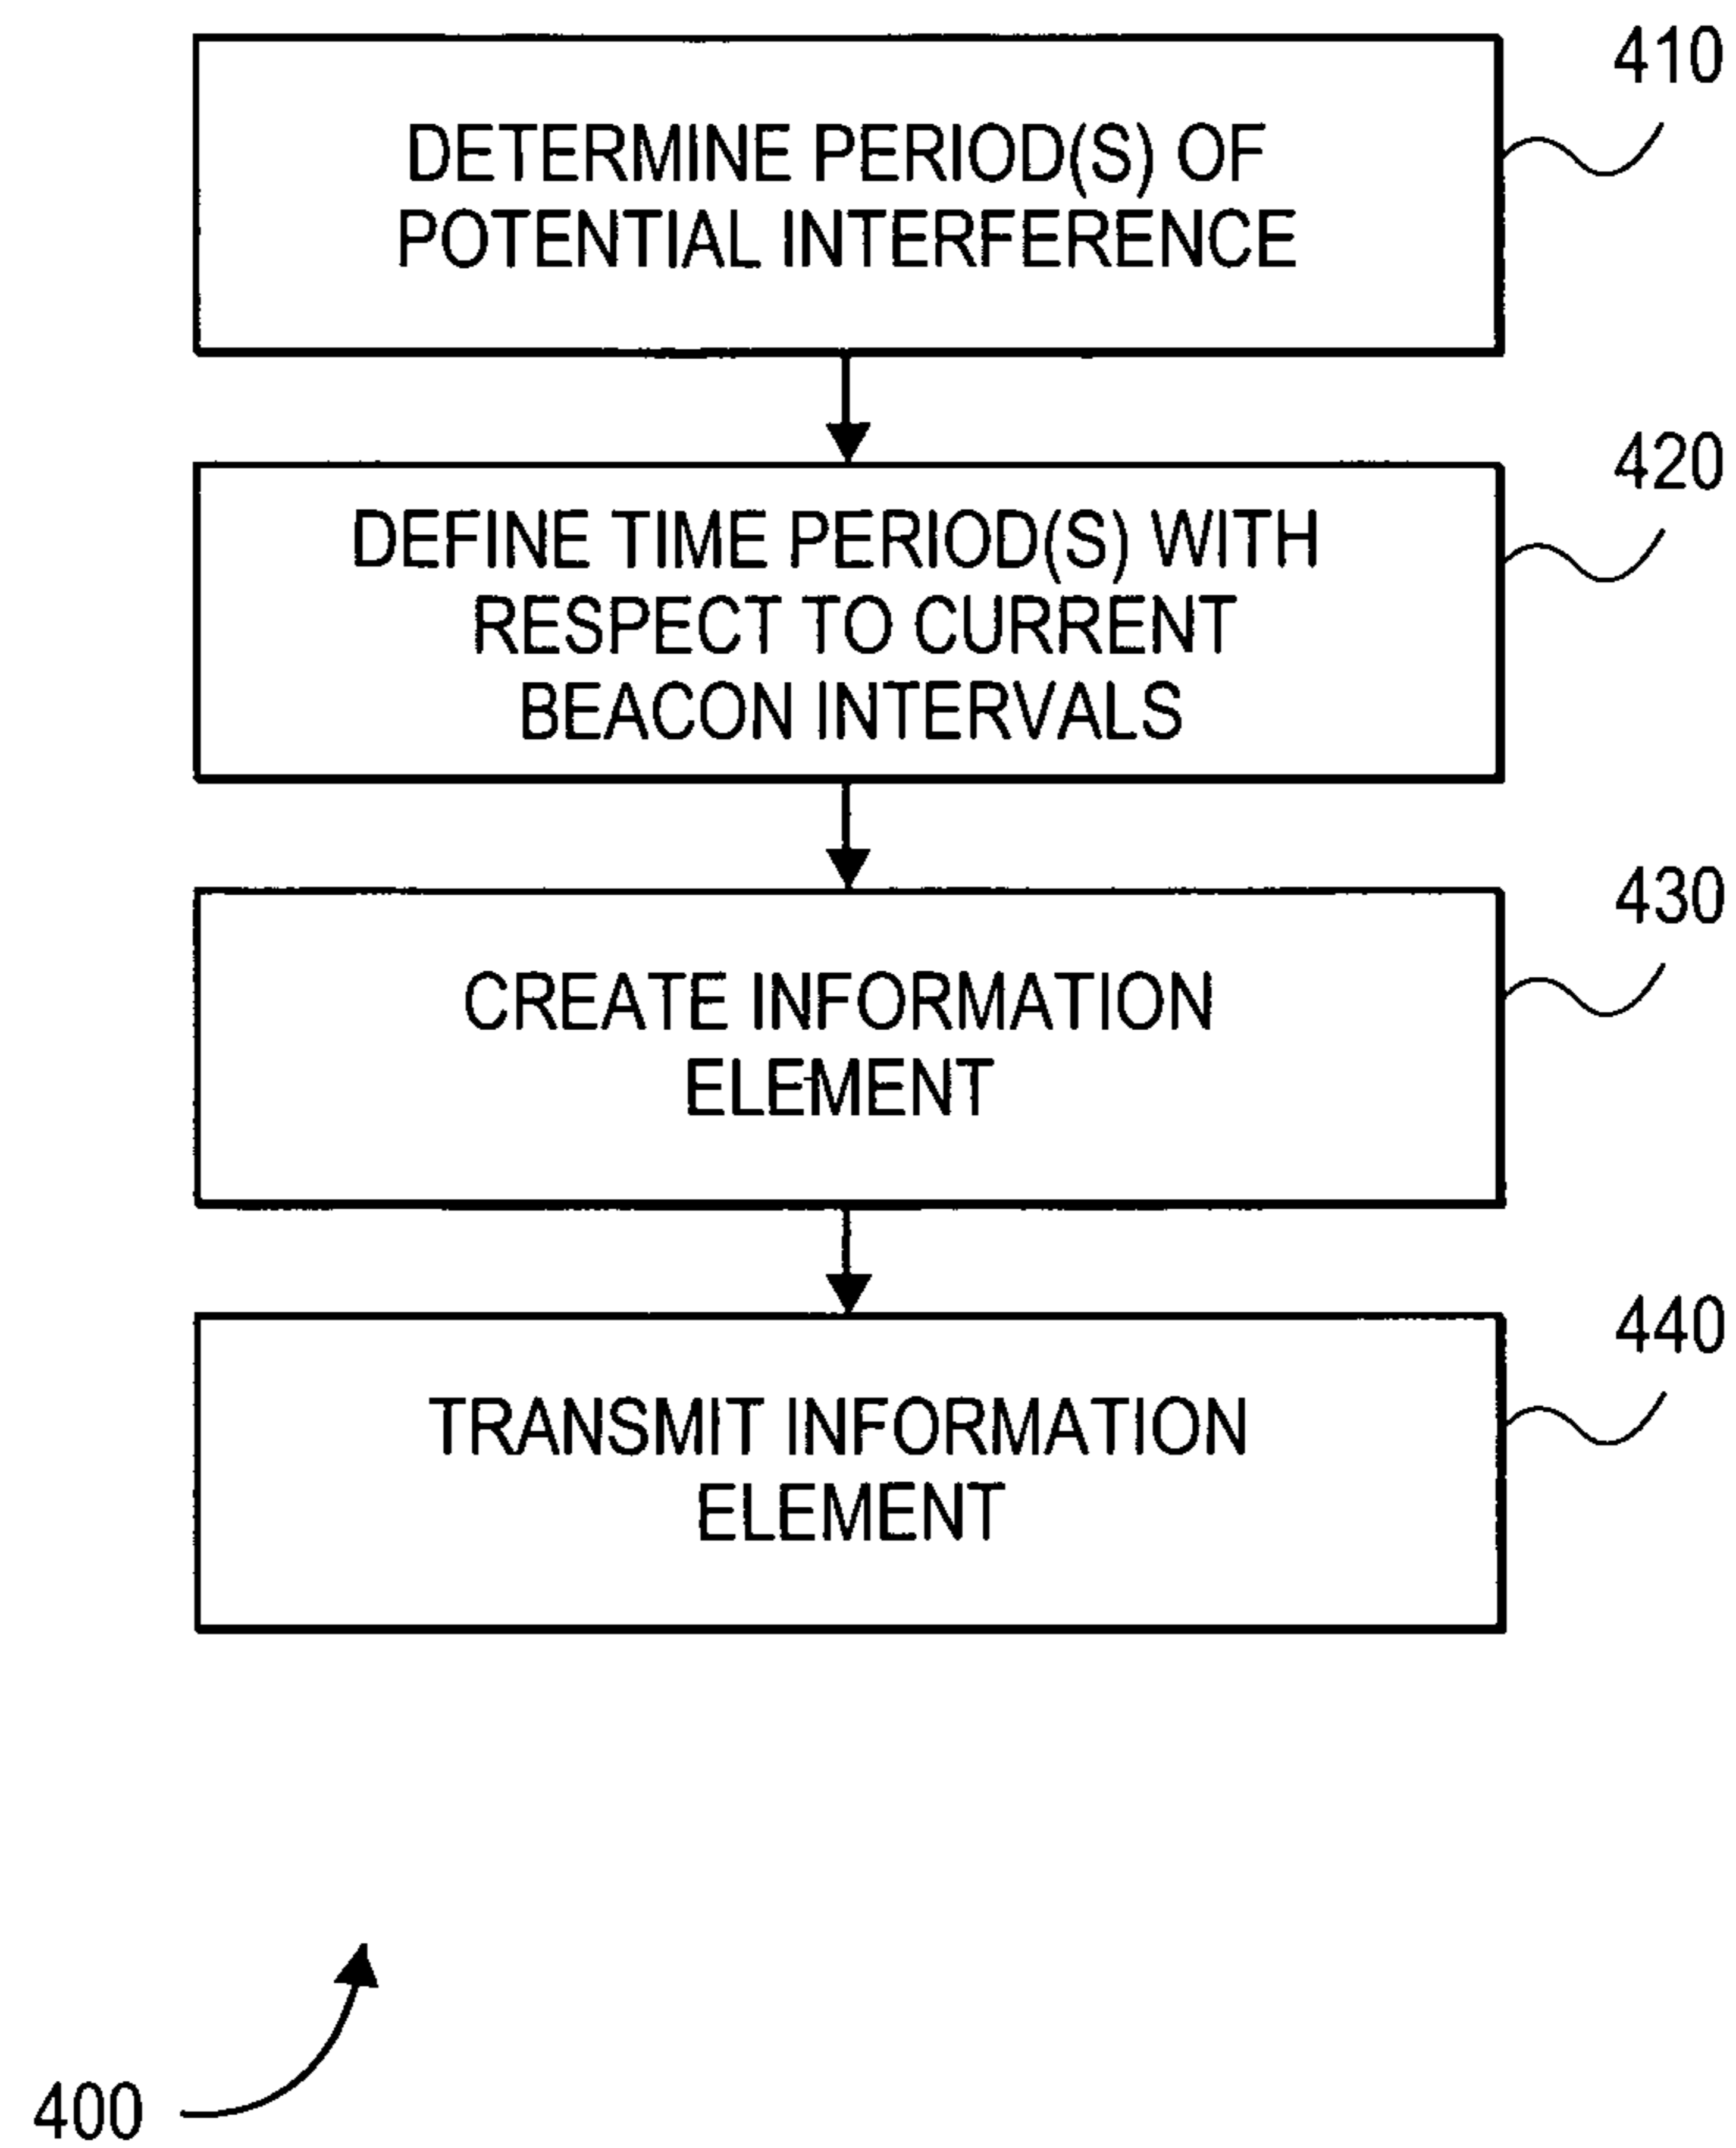 410
DETERMINE PERIOD(S) OF
POTENTIAL INTERFERENCE
420
DEFINE TIME PERIOD(S) WITH
RESPECT TO CURRENT
BEACON INTERVALS
430
CREATE INFORMATION
ELEMENT
440
TRANSMIT INFORMATION
ELEMENT
400